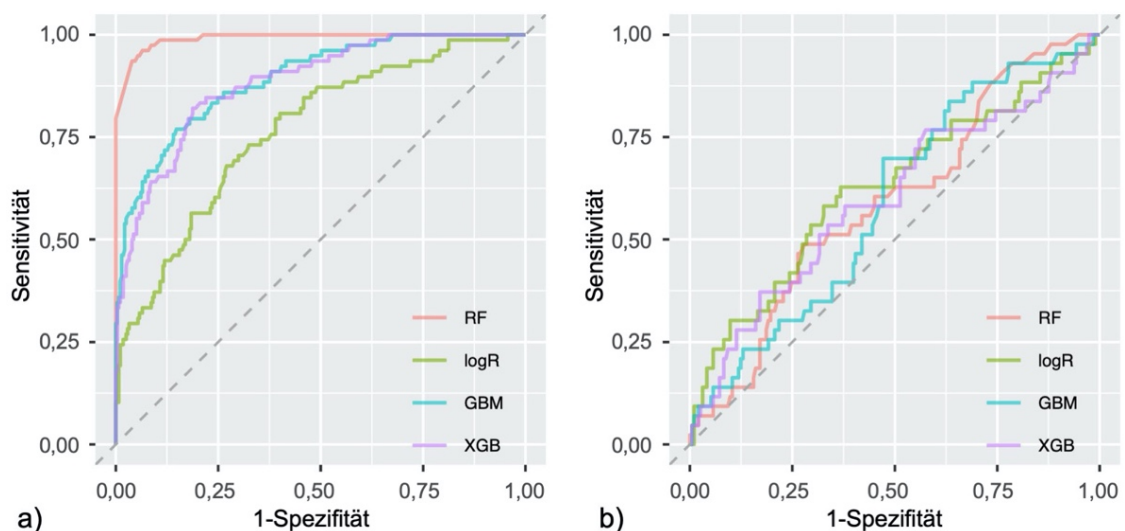 1,00
0,75
0,50
0,25
0,00
Sensitivität
RF
logR
GBM
XGB
0,00 0,25 0,50 0,75 1,00
1-Spezifität
a)
1,00
0,75
0,50
0,25
0,00
Sensitivität
RF
logR
GBM
XGB
0,00 0,25 0,50 0,75 1,00
1-Spezifität
b)